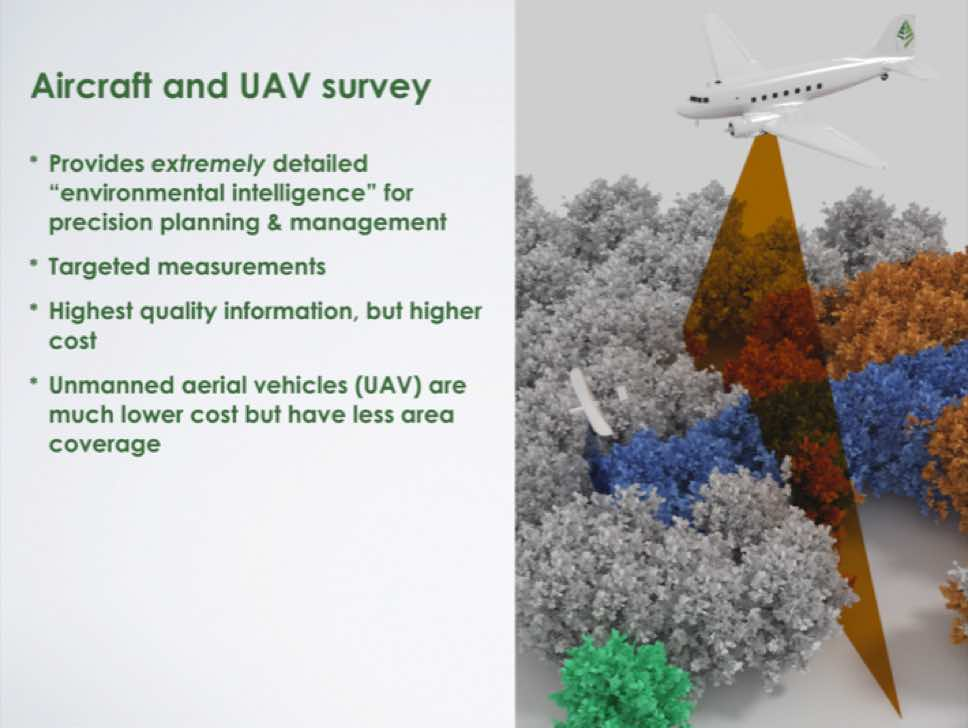 Aircraft and UAV survey
* Provides extremely detailed
“environmental intelligence” for
precision planning & management
* Targeted measurements
* Highest quality information, but higher
cost
* Unmanned aerial vehicles (UAV) are
much lower cost but have less area
coverage